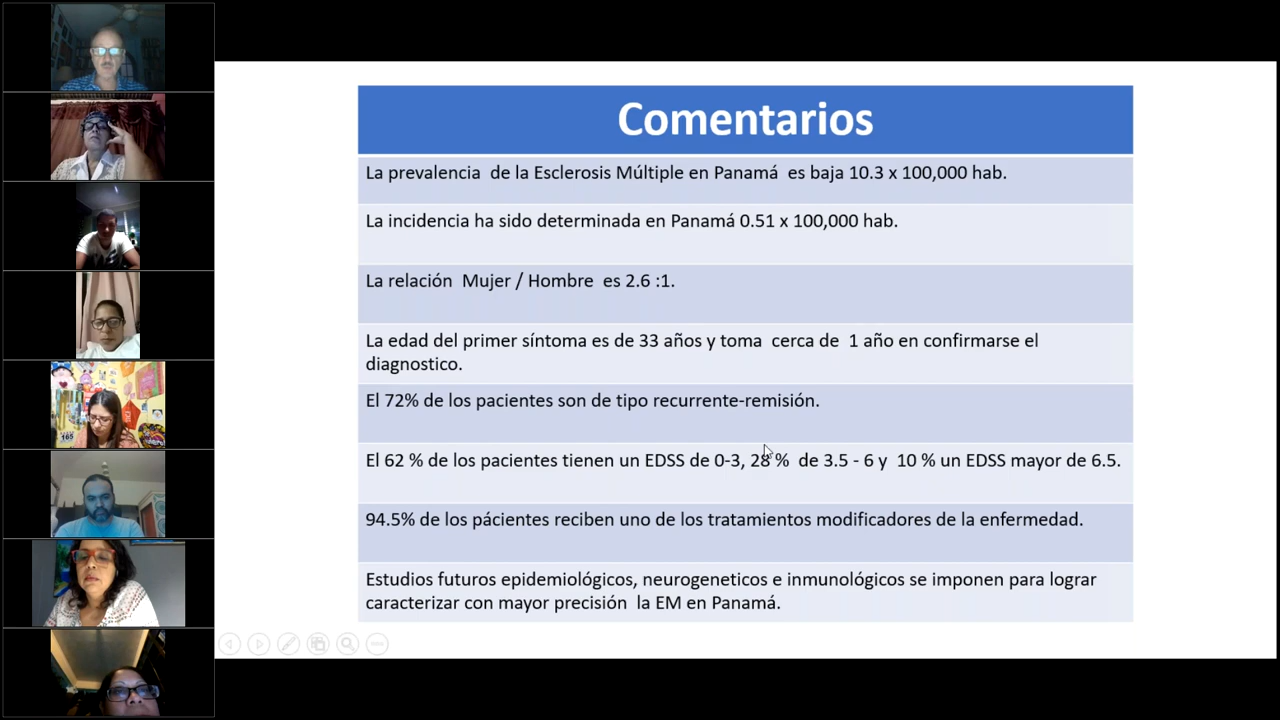 Comentarios
La prevalencia de la Esclerosis Múltiple en Panamá es baja 10.3 x 100,000 hab.
La incidencia ha sido determinada en Panamá 0.51 x 100,000 hab.
La relación Mujer / Hombre es 2.6 :1.
La edad del primer síntoma es de 33 años y toma cerca de 1 año en confirmarse el
diagnostico.
El 72% de los pacientes son de tipo recurrente-remisión.
El 62 % de los pacientes tienen un EDSS de 0-3, 28 % de 3.5 - 6 y 10 % un EDSS mayor de 6.5.
94.5% de los pácientes reciben uno de los tratamientos modificadores de la enfermedad.
Estudios futuros epidemiológicos, neurogeneticos e inmunológicos se imponen para lograr
caracterizar con mayor precisión la EM en Panamá.
165